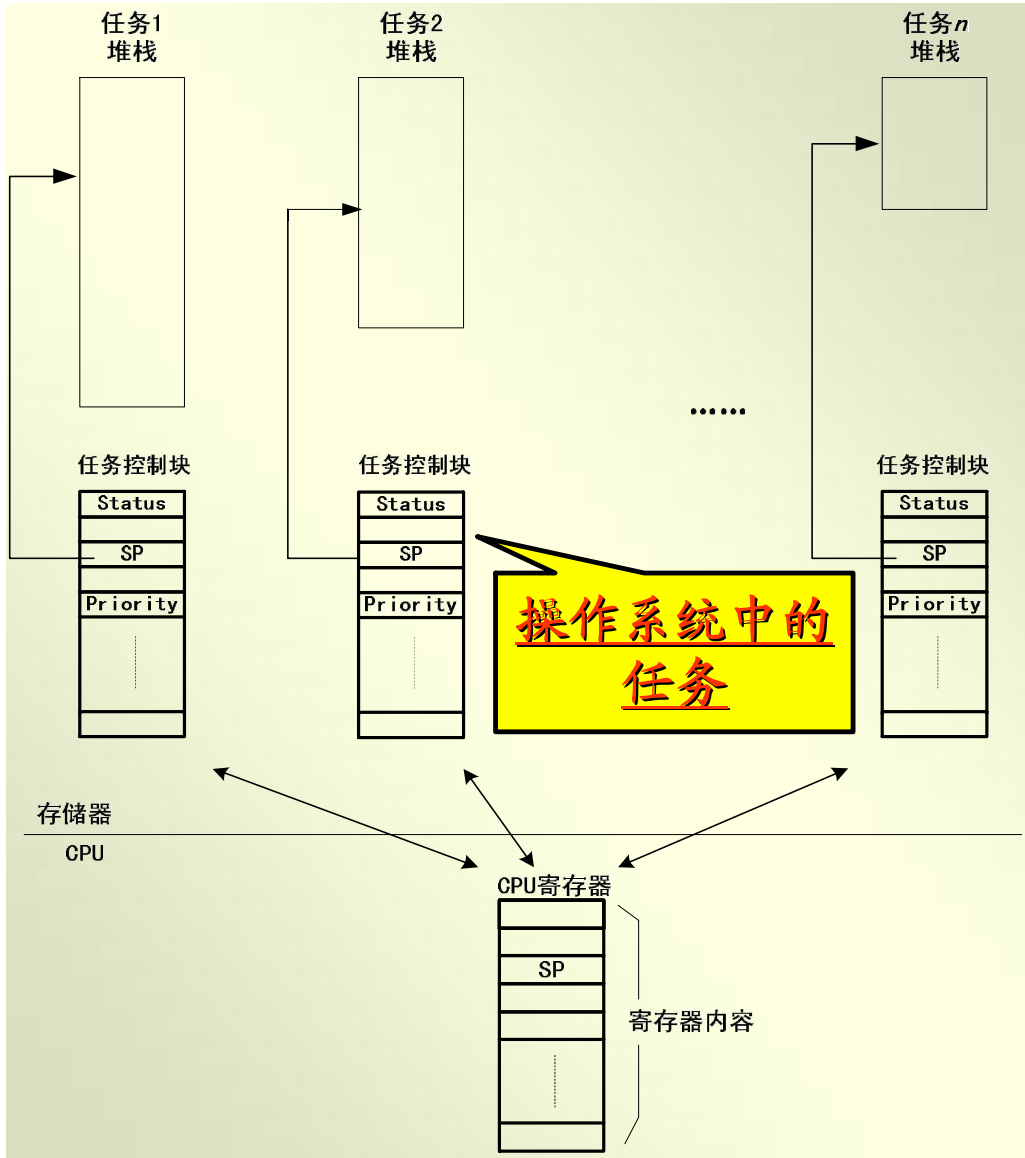 任务1
堆栈
任务2
堆栈
任务n
堆栈
......
任务控制块
Status
SP
Priority
任务控制块
Status
SP
Priority
任务控制块
Status
SP
Priority
操作系统中的
任务
存储器
CPU
CPU寄存器
SP
寄存器内容